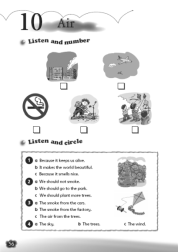 10 Air
Listen and number
Listen and circle
1 a Because it keeps us alive.
b It makes the world beautiful.
c Because it smells nice.
2 a We should not smoke.
b We should go to the park.
c We should plant more trees.
3 a The smoke from the cars.
b The smoke from the factory.
c The air from the trees.
4 a The sky. b The trees. c The wind.